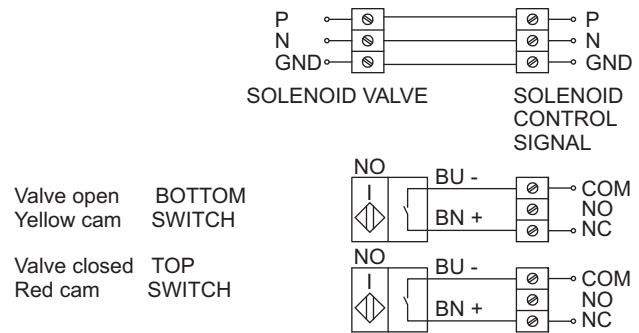 P P
N N
GND GND
SOLENOID VALVE SOLENOID
CONTROL
SIGNAL
NO
Valve open BOTTOM BU - COM
Yellow cam SWITCH NO
BN + NC
NO
Valve closed TOP BU - COM
Red cam SWITCH NO
BN + NC